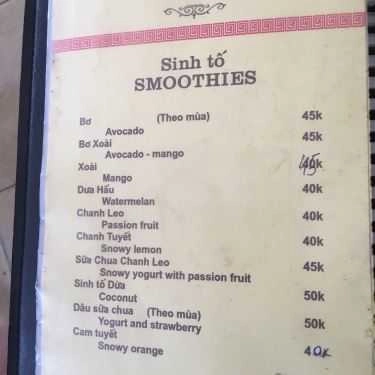 Sinh tố
SMOOTHIES
Bơ (Theo mùa) 45k
Avocado
Bơ Xoài 45k
Avocado - mango
Xoài 45k
Mango
Dưa Hấu 40k
Watermelan
Chanh Leo 40k
Passion fruit
Chanh Tuyết 40k
Snowy lemon
Sữa Chua Chanh Leo 45k
Snowy yogurt with passion fruit
Sinh tố Dừa 50k
Coconut
Dâu sữa chua (Theo mùa) 50k
Yogurt and strawberry
Cam tuyết 40k
Snowy orange